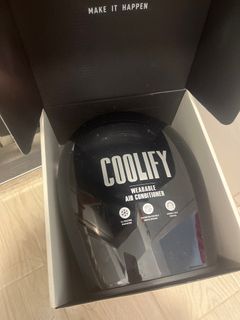 MAKE IT HAPPEN
COOLIFY
WEARABLE
AIR CONDITIONER